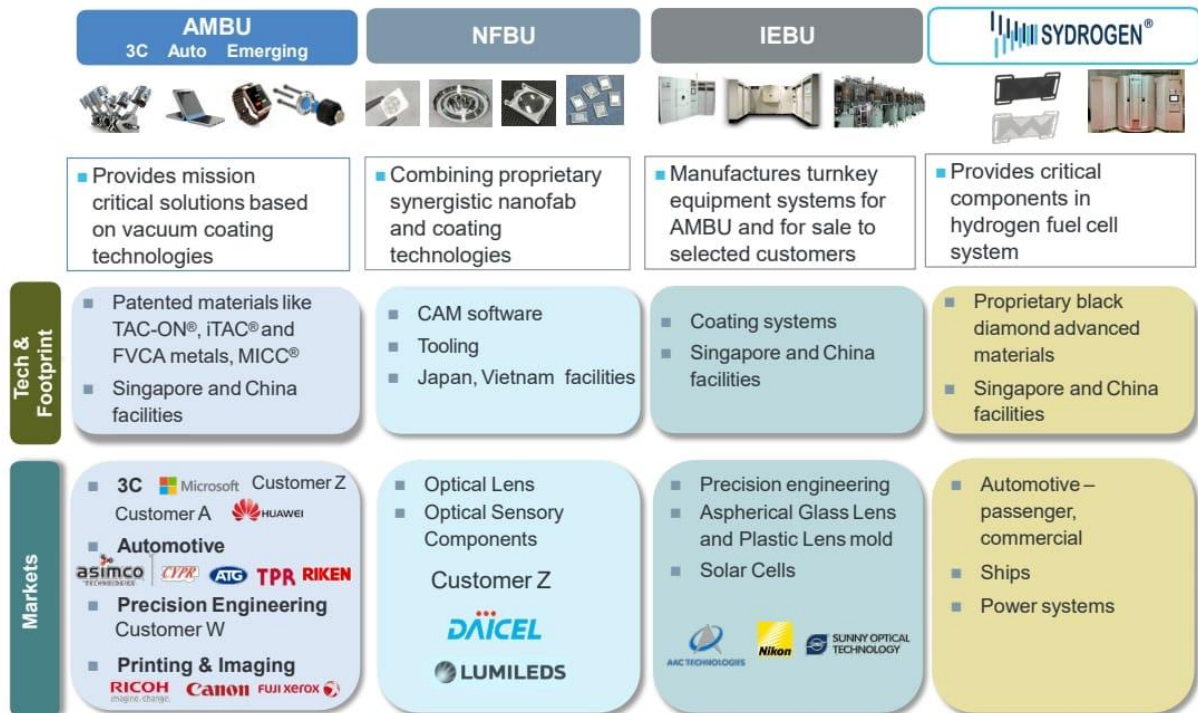 AMBU
3C Auto Emerging
NFBU
IEBU
SYDROGEN®
Provides mission
critical solutions based
on vacuum coating
technologies
Combining proprietary
synergistic nanofab
and coating
technologies
Manufactures turnkey
equipment systems for
AMBU and for sale to
selected customers
Provides critical
components in
hydrogen fuel cell
system
Tech &
Footprint
Patented materials like
TAC-ON®, iTAC® and
FVCA metals, MICC®
Singapore and China
facilities
CAM software
Tooling
Japan, Vietnam facilities
Coating systems
Singapore and China
facilities
Proprietary black
diamond advanced
materials
Singapore and China
facilities
Markets
3C Microsoft Customer Z
Customer A HUAWEI
Automotive
asimco TECHNOLOGIES CYPR ATG TPR RIKEN
Precision Engineering
Customer W
Printing & Imaging
RICOH Canon FUJI xerox
imagine. change.
Optical Lens
Optical Sensory
Components
Customer Z
DAICEL
LUMILEDS
Precision engineering
Aspherical Glass Lens
and Plastic Lens mold
Solar Cells
AAC TECHNOLOGIES
Nikon
SUNNY OPTICAL
TECHNOLOGY
Automotive –
passenger,
commercial
Ships
Power systems